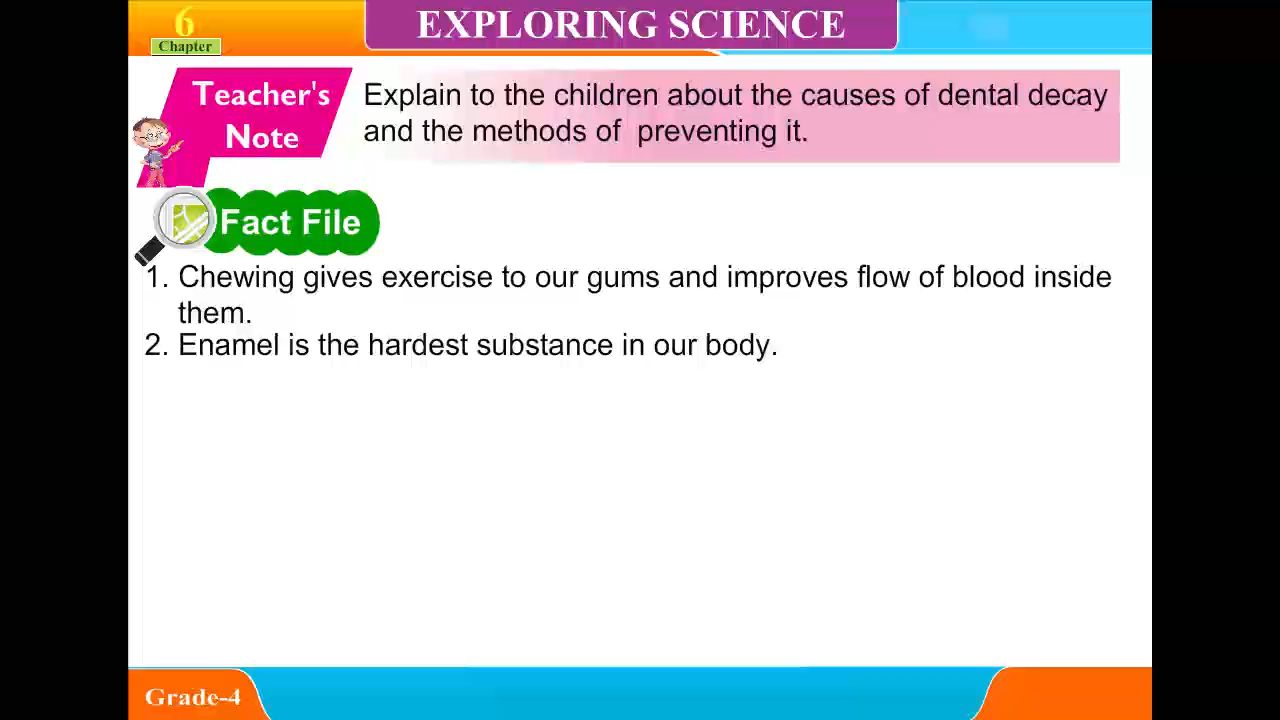 6
Chapter
EXPLORING SCIENCE
Teacher's
Note
Explain to the children about the causes of dental decay
and the methods of preventing it.
Fact File
1. Chewing gives exercise to our gums and improves flow of blood inside
them.
2. Enamel is the hardest substance in our body.
Grade-4